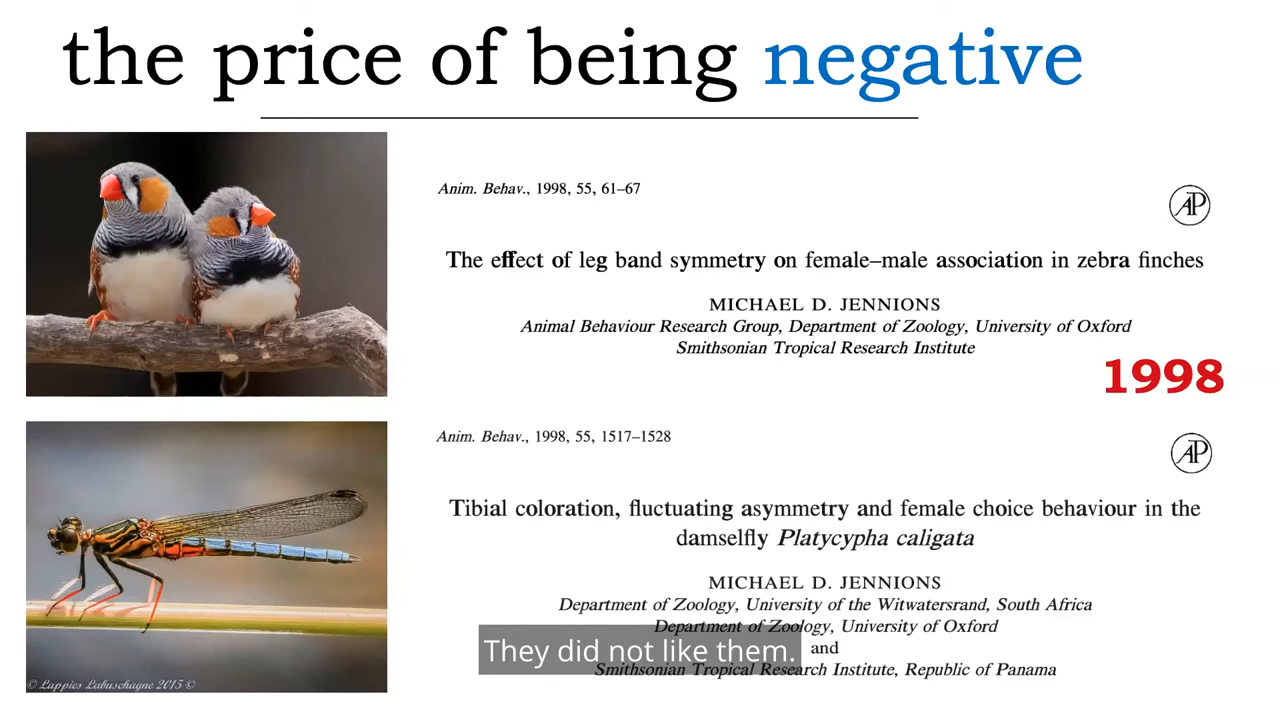 the price of being negative
Anim. Behav., 1998, 55, 61–67
AP
The effect of leg band symmetry on female–male association in zebra finches
MICHAEL D. JENNIONS
Animal Behaviour Research Group, Department of Zoology, University of Oxford
Smithsonian Tropical Research Institute
1998
Anim. Behav., 1998, 55, 1517–1528
AP
Tibial coloration, fluctuating asymmetry and female choice behaviour in the
damselfly Platycypha caligata
MICHAEL D. JENNIONS
Department of Zoology, University of the Witwatersrand, South Africa
Department of Zoology, University of Oxford
and
They did not like them.
Smithsonian Tropical Research Institute, Republic of Panama
© Lappies Labuschagne 2015 ©